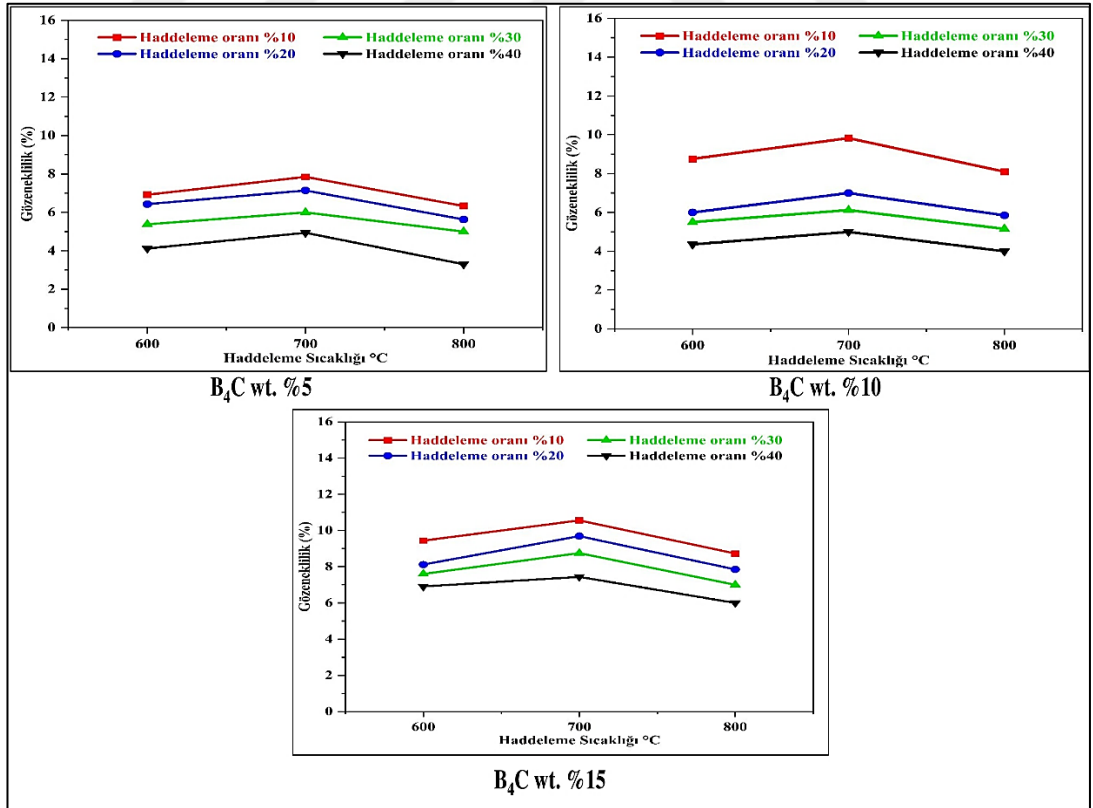 16
14
12
10
8
6
4
2
0
Gözeneklilik (%)
Haddeleme oranı %10
Haddeleme oranı %30
Haddeleme oranı %20
Haddeleme oranı %40
600
700
800
Haddeleme Sıcaklığı °C
B₄C wt. %5
16
14
12
10
8
6
4
2
0
Gözeneklilik (%)
Haddeleme oranı %10
Haddeleme oranı %30
Haddeleme oranı %20
Haddeleme oranı %40
600
700
800
Haddeleme Sıcaklığı °C
B₄C wt. %10
16
14
12
10
8
6
4
2
0
Gözeneklilik (%)
Haddeleme oranı %10
Haddeleme oranı %30
Haddeleme oranı %20
Haddeleme oranı %40
600
700
800
Haddeleme Sıcaklığı °C
B₄C wt. %15